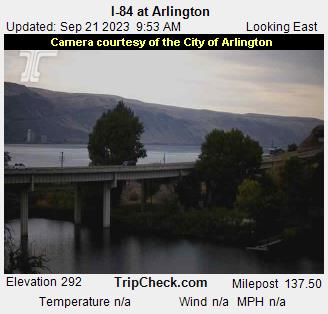 I-84 at Arlington
Updated: Sep 21 2023 9:53 AM Looking East
Camera courtesy of the City of Arlington
Elevation 292 TripCheck.com Milepost 137.50
Temperature n/a Wind n/a MPH n/a